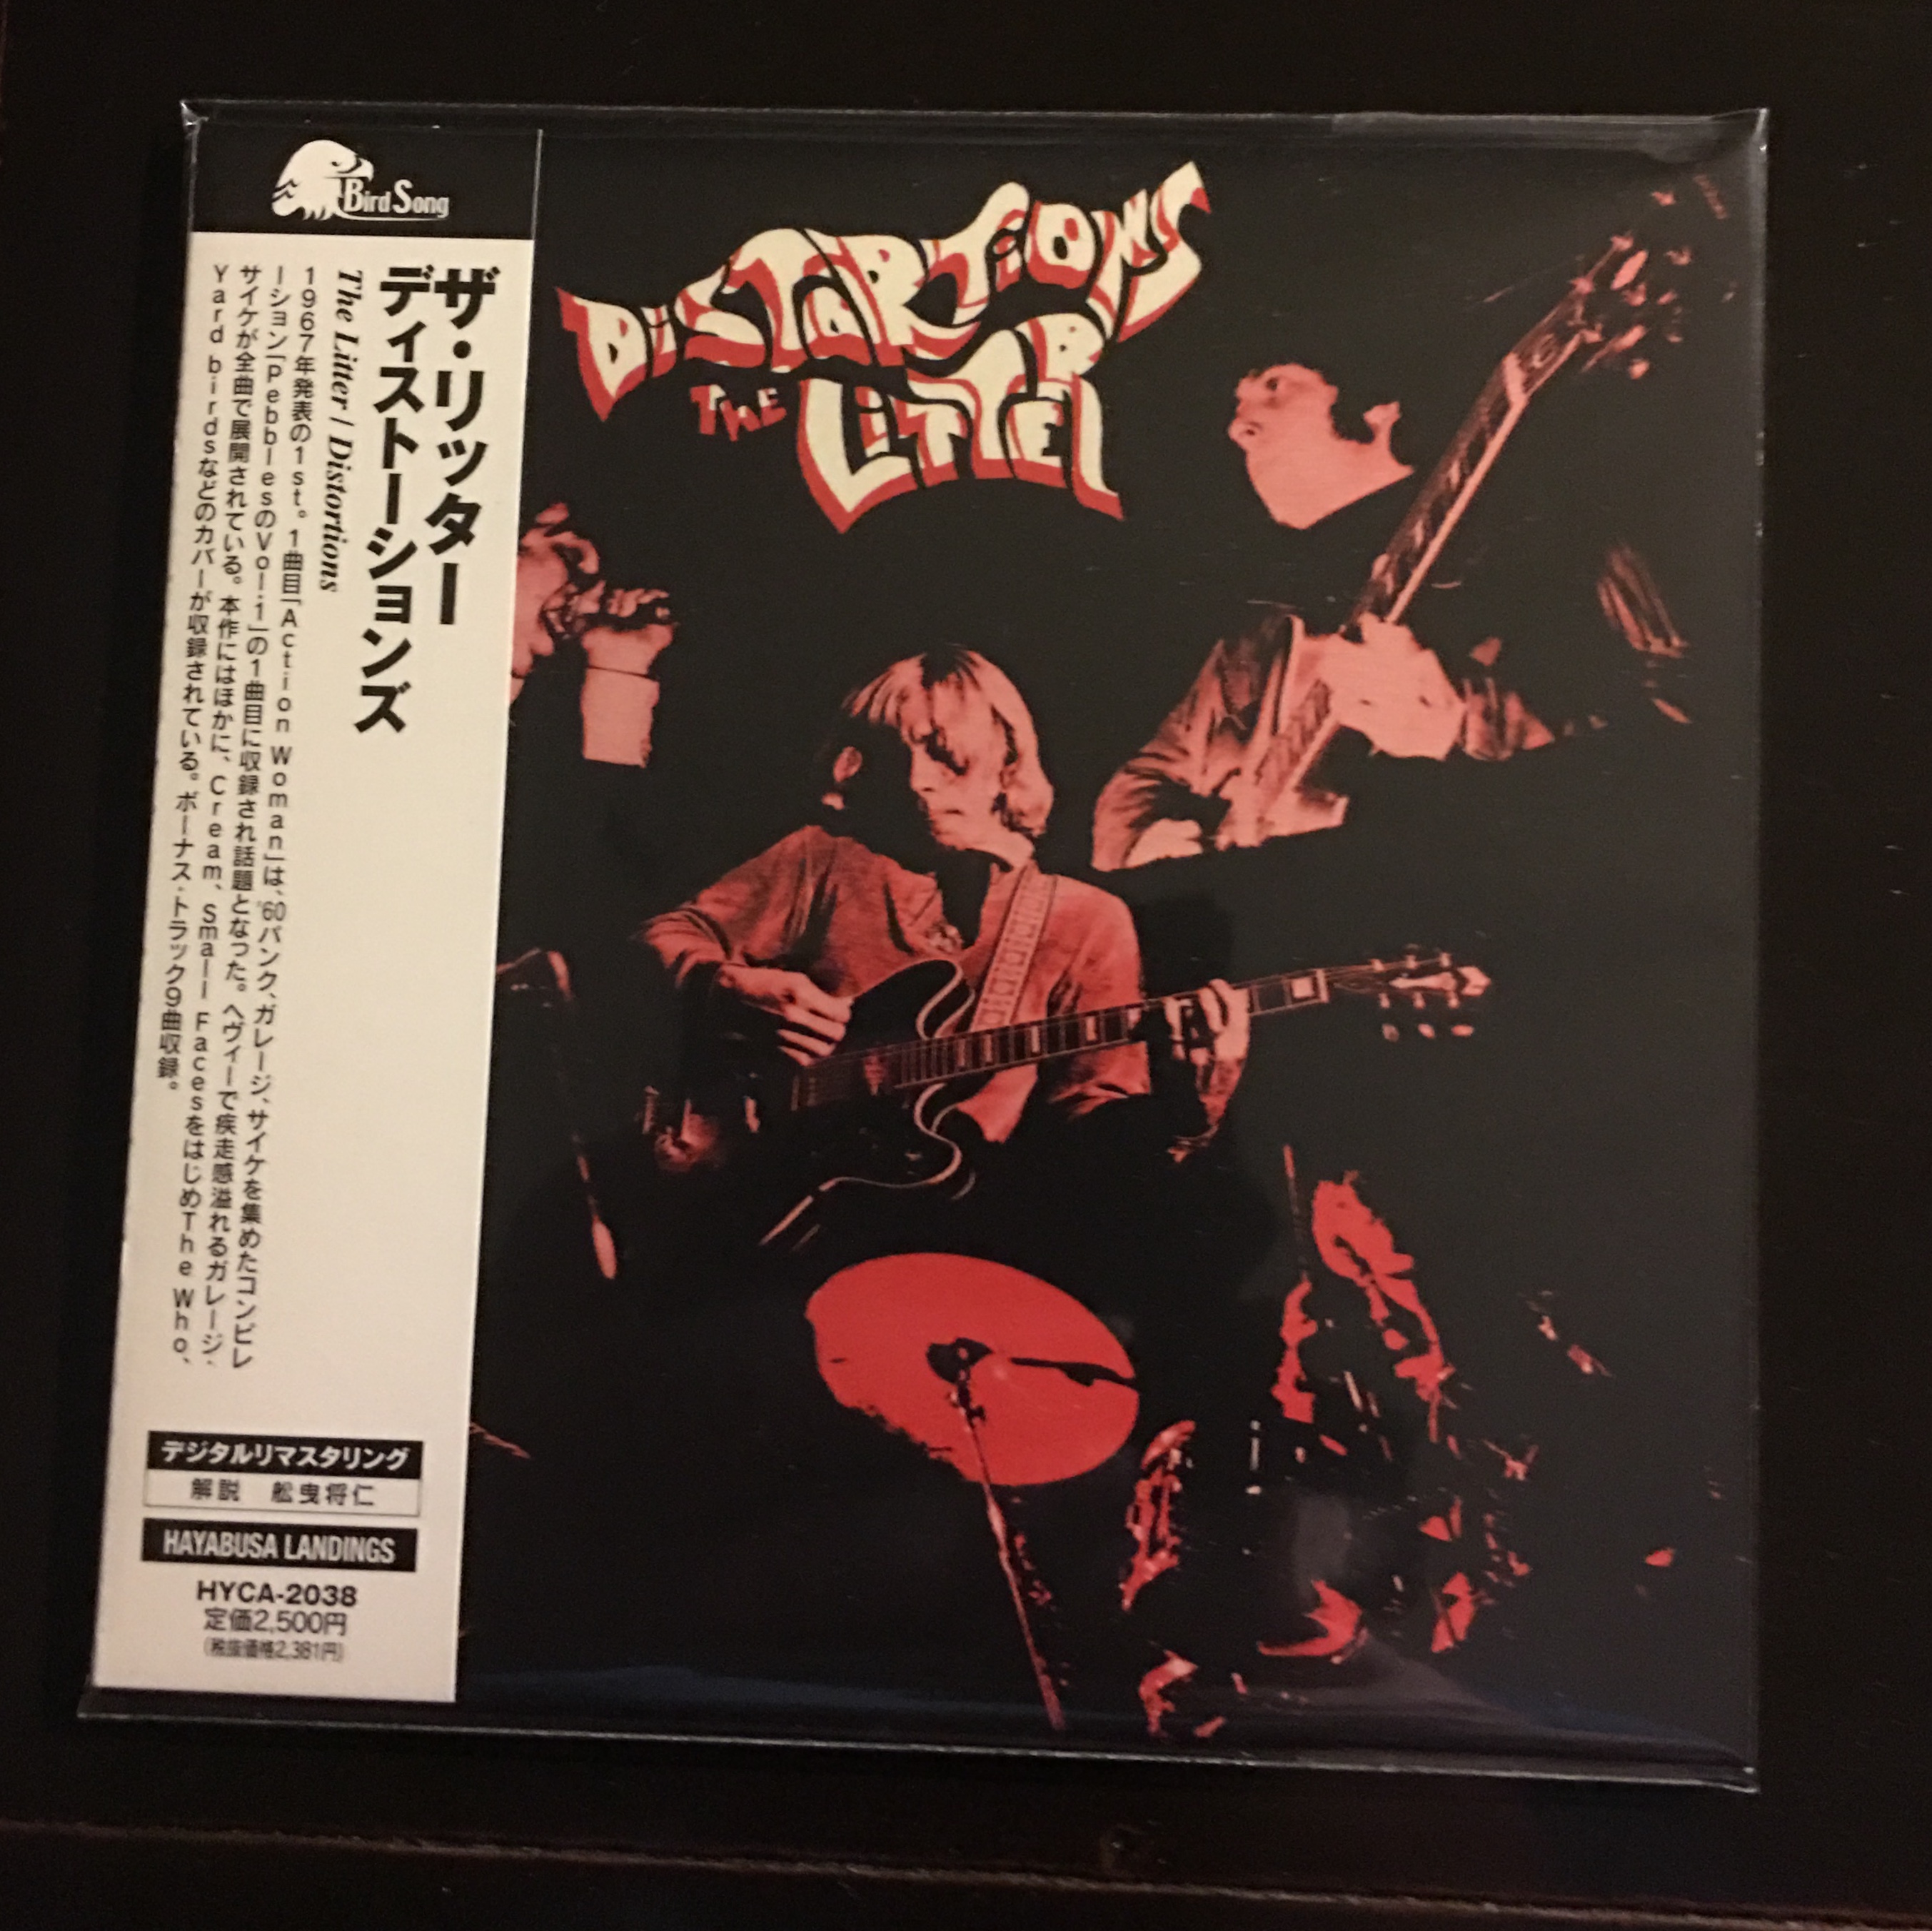 Bird Song
ザ・リッター
ディストーションズ
The Litter / Distortions
1967年発表の1st。1曲目「Action Woman」は、'60パンク、ガレージ、サイケを集めたコンピレ
ーション「PebblesのVol.1」の1曲目に収録され話題となった。ヘヴィーで疾走感溢れるガレージ、
サイケが全曲で展開されている。本作にはほかに、Cream、Small FacesをはじめThe Who、
Yard birdsなどのカバーが収録されている。ボーナス・トラック9曲収録。
デジタルリマスタリング
解説 舩曳将仁
HAYABUSA LANDINGS
HYCA-2038
定価2,500円
(税抜価格2,381円)
DISTORTIONS
THE LITTER